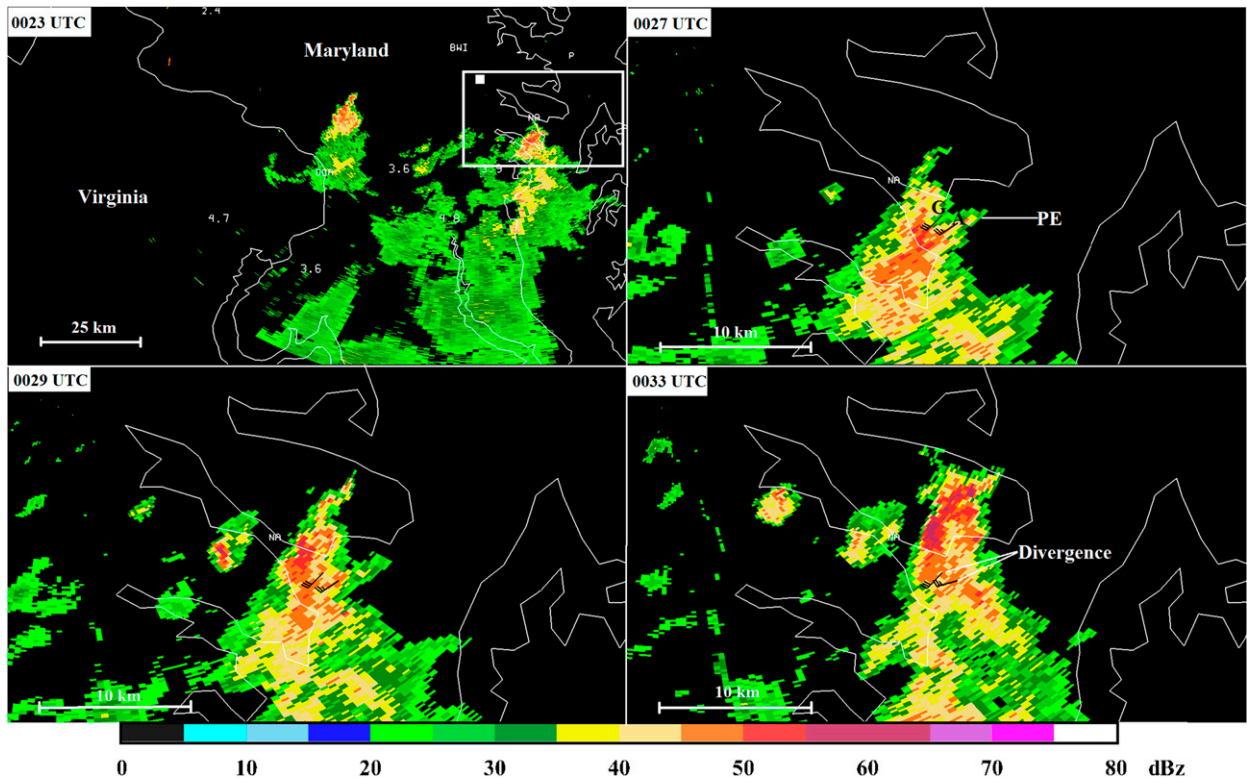 0023 UTC
2.4
Maryland
BWI
P
NA
DCA
3.6
3.9
Virginia
4.7
4.8
3.6
25 km
0027 UTC
NA
C
PE
10 km
0029 UTC
NA
10 km
0033 UTC
NA
Divergence
10 km
0 10 20 30 40 50 60 70 80 dBz